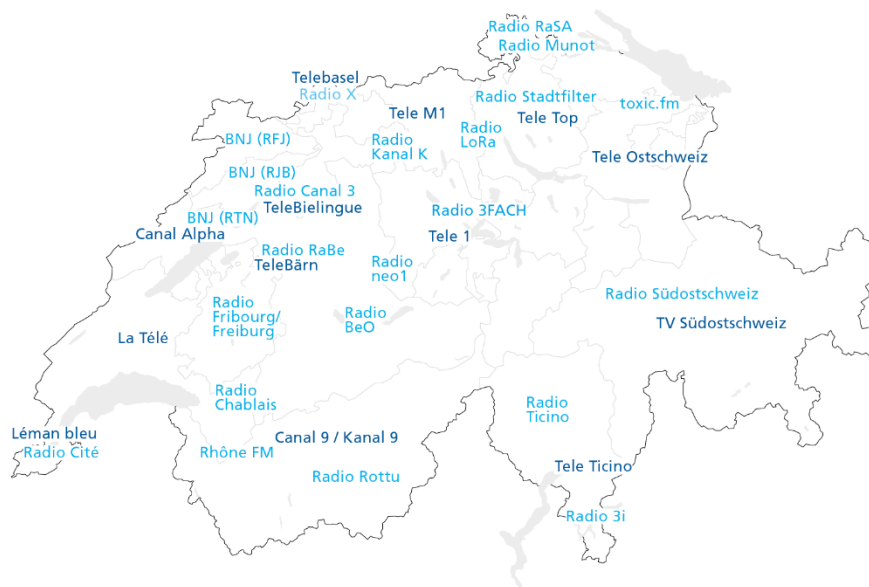 Radio RaSA
Radio Munot
Telebasel
Radio X
Tele M1
Radio Stadtfilter
toxic.fm
Tele Top
BNJ (RFJ)
Radio
Kanal K
Radio
LoRa
Tele Ostschweiz
BNJ (RJB)
Radio Canal 3
TeleBielingue
BNJ (RTN)
Canal Alpha
Radio 3FACH
Tele 1
Radio RaBe
TeleBärn
Radio
neo1
Radio Südostschweiz
TV Südostschweiz
Radio
Fribourg/
Freiburg
Radio
BeO
La Télé
Radio
Chablais
Radio
Ticino
Léman bleu
Radio Cité
Canal 9 / Kanal 9
Rhône FM
Radio Rottu
Tele Ticino
Radio 3i